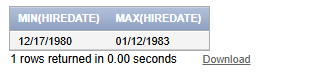 MIN(HIREDATE) MAX(HIREDATE)
12/17/1980 01/12/1983
1 rows returned in 0.00 seconds Download